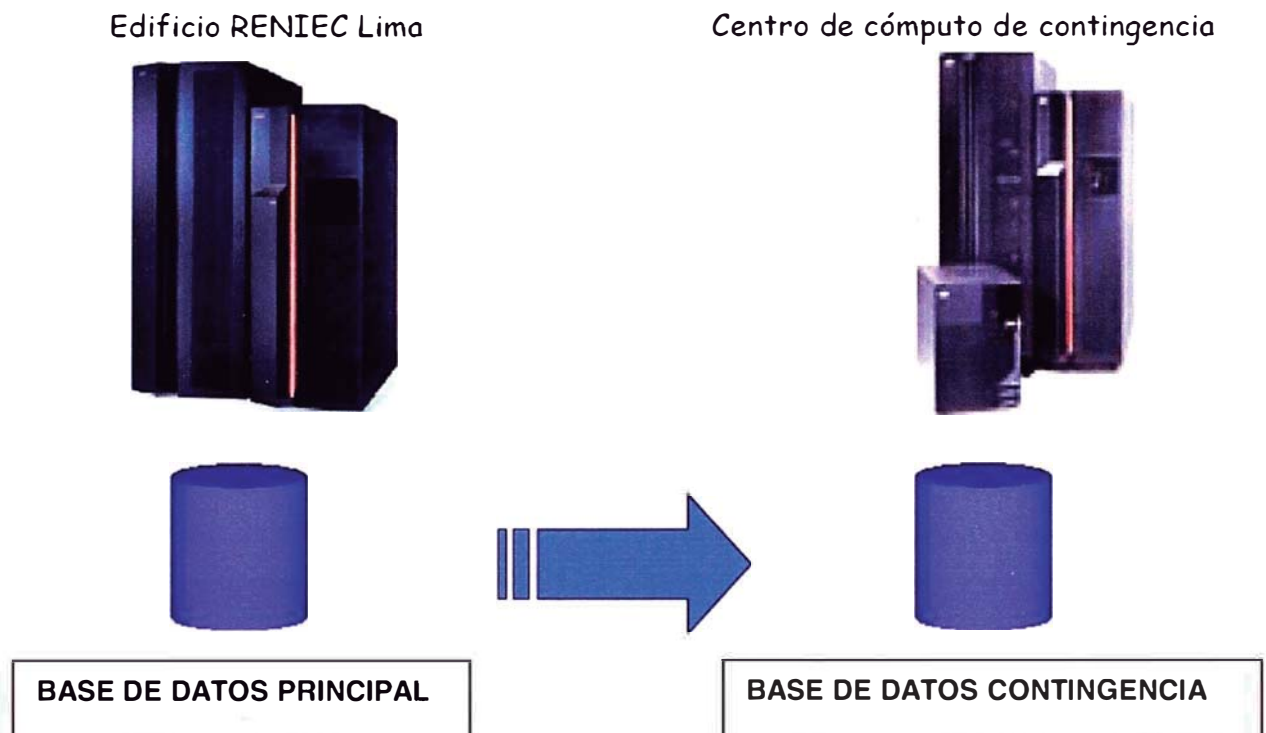 Edificio RENIEC Lima
Centro de cómputo de contingencia
BASE DE DATOS PRINCIPAL
BASE DE DATOS CONTINGENCIA